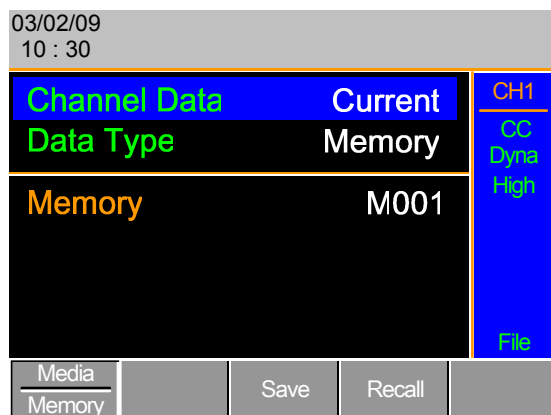 03/02/09
10 : 30
Channel Data Current
Data Type Memory
Memory M001
CH1
CC
Dyna
High
File
Media
Memory
Save
Recall